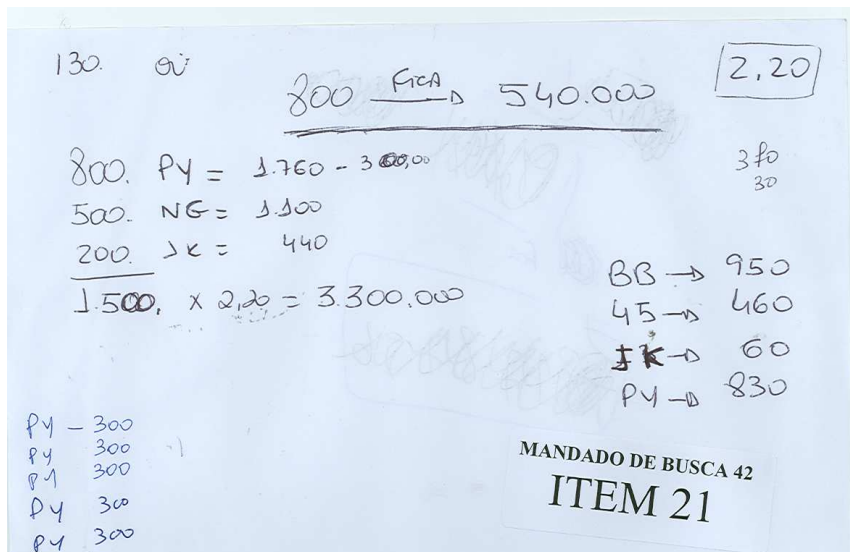 130.
800 FICA → 540.000
2,20
800. PY = 1.760 - 300,00
500. NG = 1.100
200. JK = 440
1.500, x 2,20 = 3.300.000
370
30
BB → 950
45 → 460
JK → 60
PY → 830
PY - 300
PY 300
PY 300
PY 300
PY 300
MANDADO DE BUSCA 42
ITEM 21